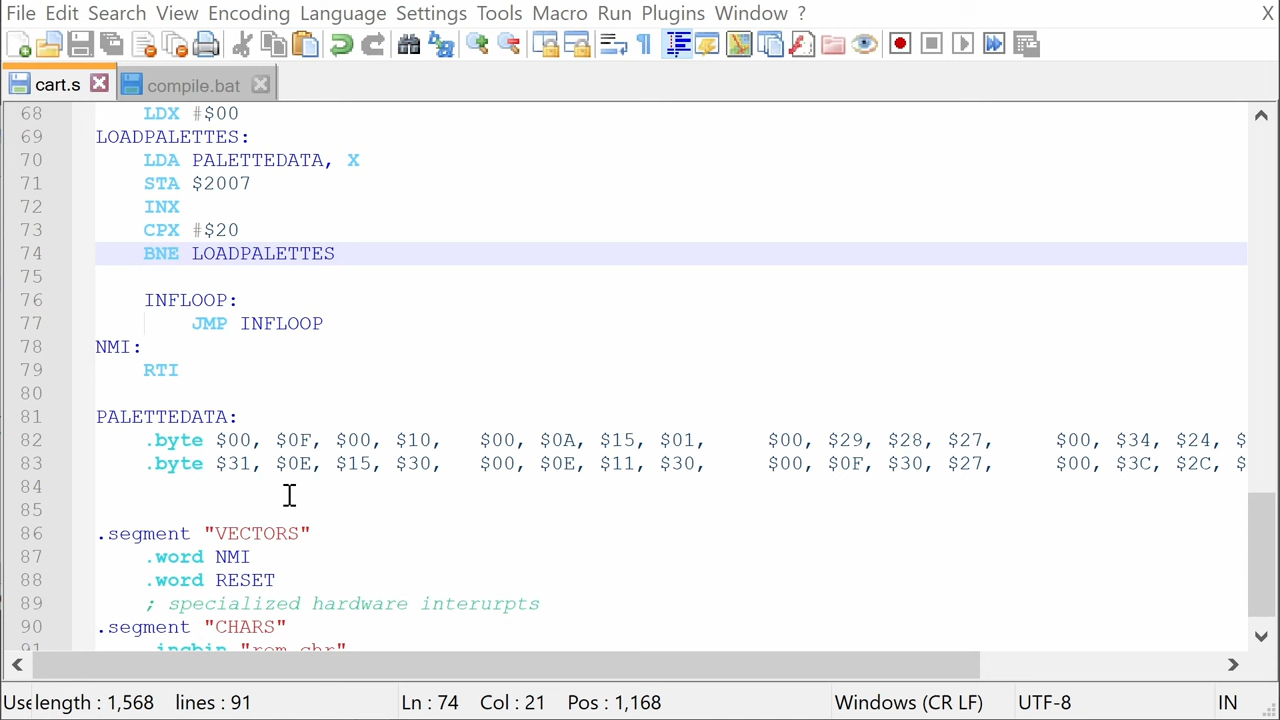 File Edit Search View Encoding Language Settings Tools Macro Run Plugins Window ? X
cart.s compile.bat
68 LDX #$00
69 LOADPALETTES:
70 LDA PALETTEDATA, X
71 STA $2007
72 INX
73 CPX #$20
74 BNE LOADPALETTES
75
76 INFLOOP:
77 JMP INFLOOP
78 NMI:
79 RTI
80
81 PALETTEDATA:
82 .byte $00, $0F, $00, $10, $00, $0A, $15, $01, $00, $29, $28, $27, $00, $34, $24, $
83 .byte $31, $0E, $15, $30, $00, $0E, $11, $30, $00, $0F, $30, $27, $00, $3C, $2C, $
84
85
86 .segment "VECTORS"
87 .word NMI
88 .word RESET
89 ; specialized hardware interurpts
90 .segment "CHARS"
91 .incbin "rom.chr"
Use length : 1,568 lines : 91 Ln : 74 Col : 21 Pos : 1,168 Windows (CR LF) UTF-8 IN